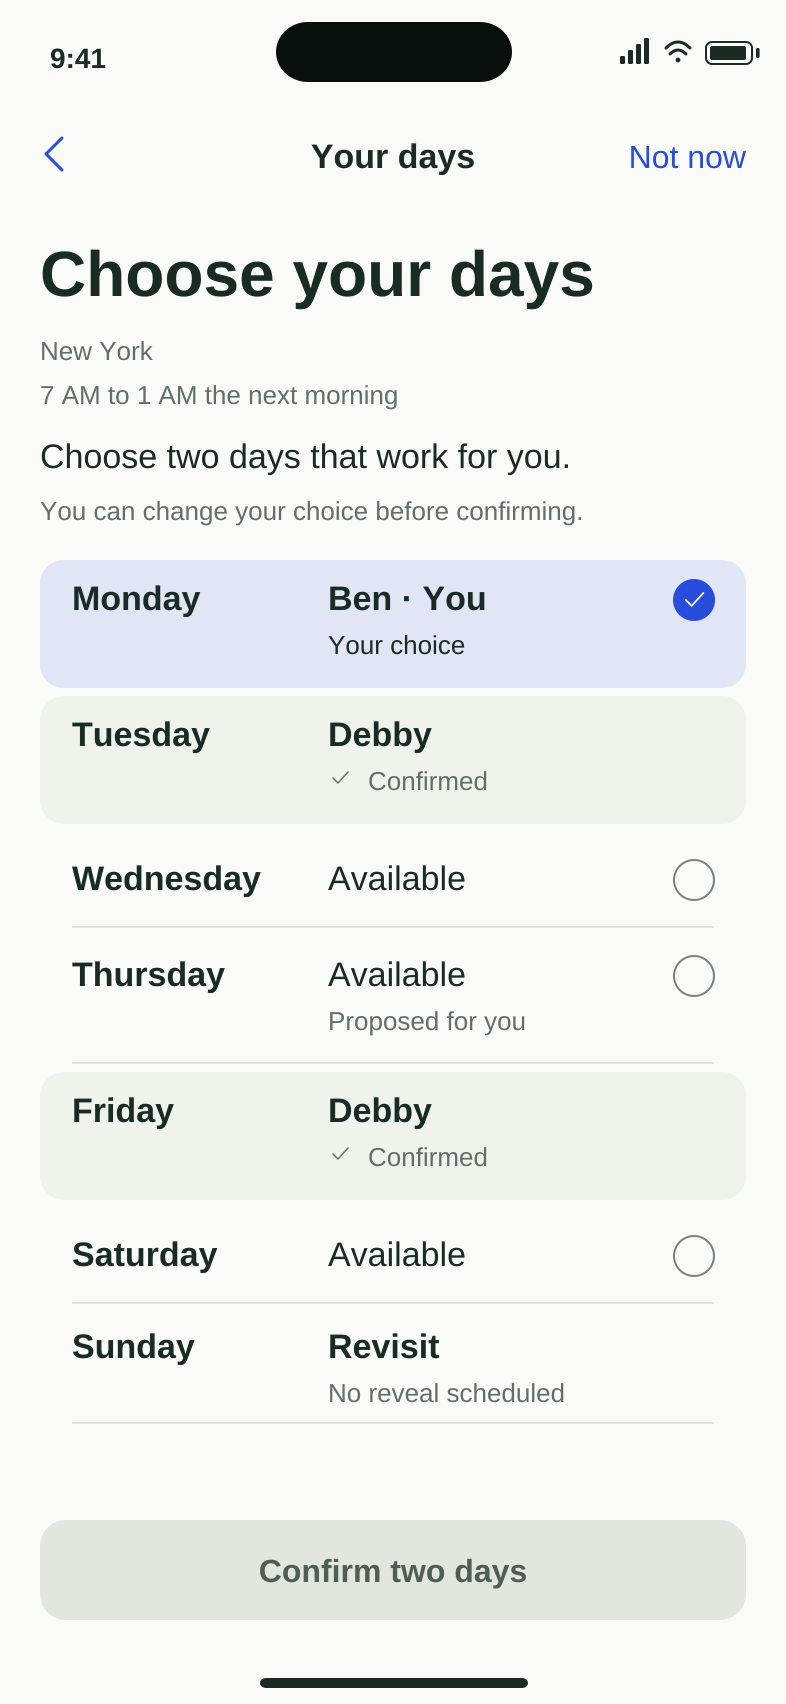 9:41
Your days
Not now
Choose your days
New York
7 AM to 1 AM the next morning
Choose two days that work for you.
You can change your choice before confirming.
Monday Ben · You
Your choice
Tuesday Debby
Confirmed
Wednesday Available
Thursday Available
Proposed for you
Friday Debby
Confirmed
Saturday Available
Sunday Revisit
No reveal scheduled
Confirm two days